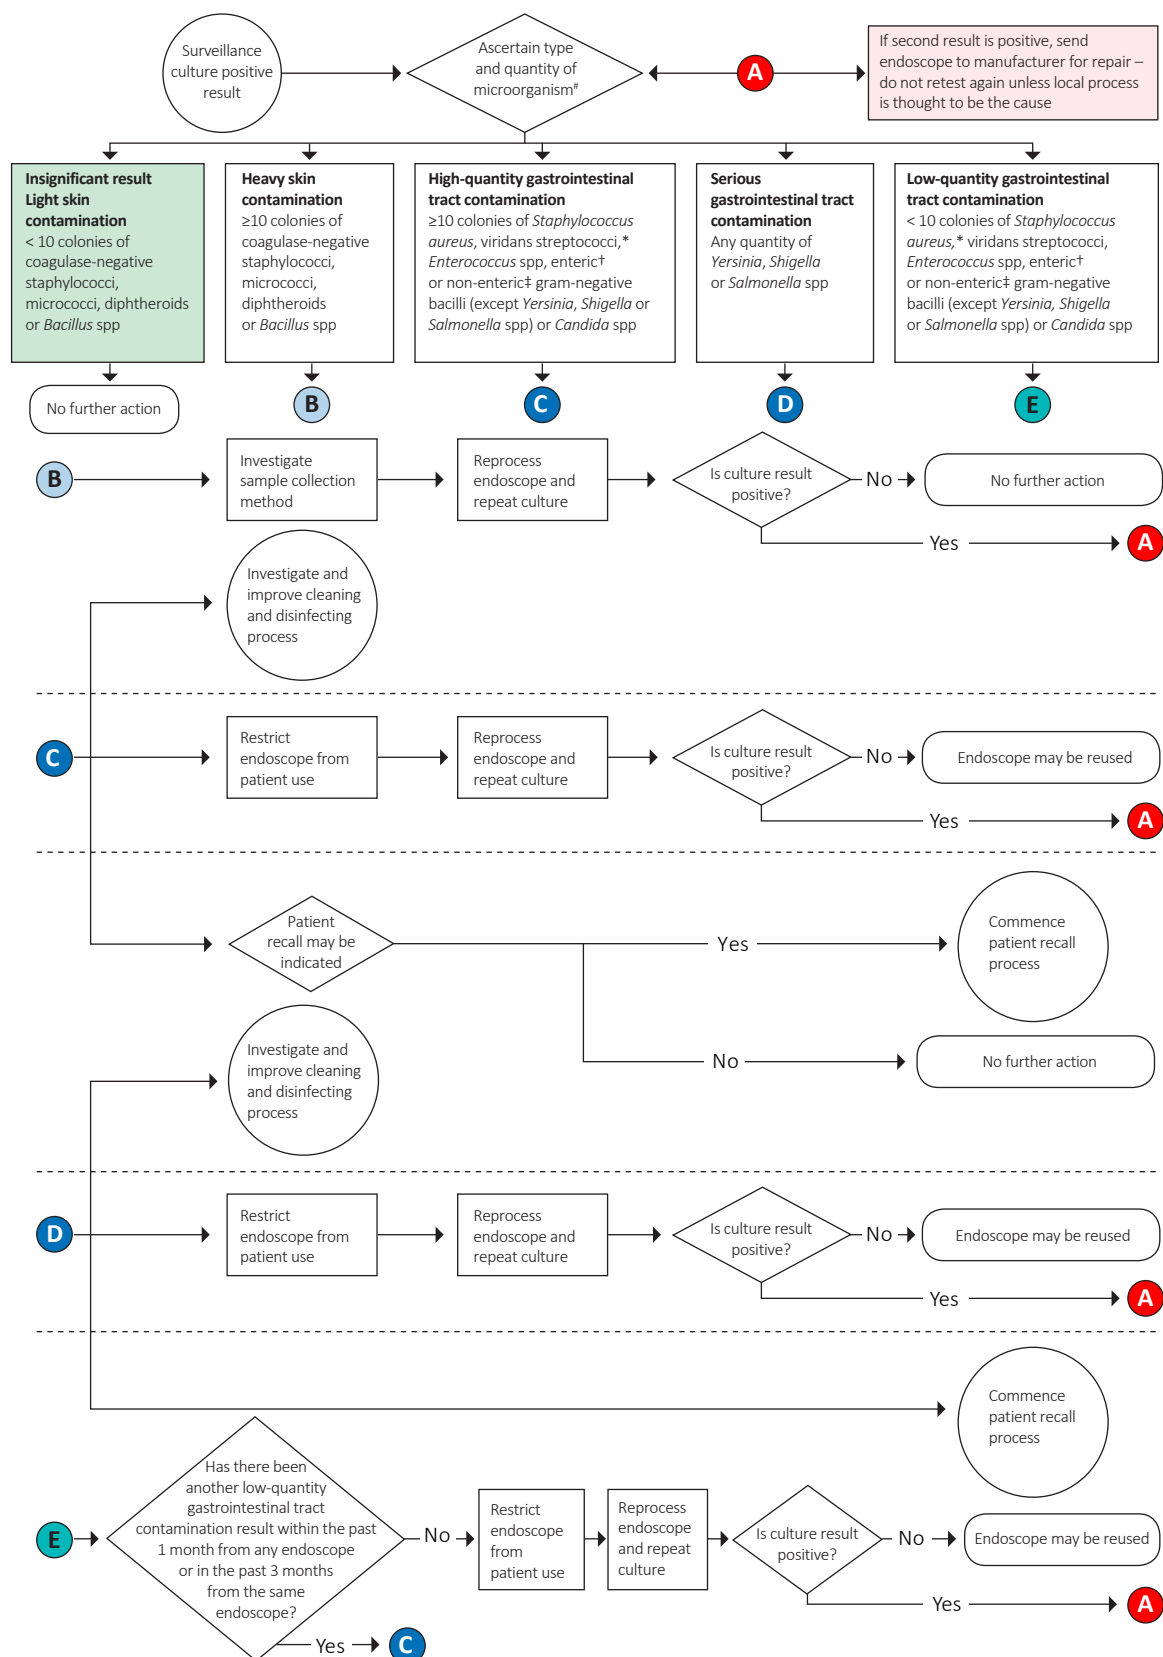 Surveillance
culture positive
result
Ascertain type
and quantity of
microorganism#
A
If second result is positive, send
endoscope to manufacturer for repair –
do not retest again unless local process
is thought to be the cause
Insignificant result
Light skin
contamination
< 10 colonies of
coagulase-negative
staphylococci,
micrococci, diphtheroids
or Bacillus spp
Heavy skin
contamination
≥10 colonies of
coagulase-negative
staphylococci,
micrococci,
diphtheroids
or Bacillus spp
High-quantity gastrointestinal
tract contamination
≥10 colonies of Staphylococcus
aureus, viridans streptococci,*
Enterococcus spp, enteric†
or non-enteric‡ gram-negative
bacilli (except Yersinia, Shigella or
Salmonella spp) or Candida spp
Serious
gastrointestinal tract
contamination
Any quantity of
Yersinia, Shigella
or Salmonella spp
Low-quantity gastrointestinal
tract contamination
< 10 colonies of Staphylococcus
aureus,* viridans streptococci,
Enterococcus spp, enteric†
or non-enteric‡ gram-negative
bacilli (except Yersinia, Shigella
or Salmonella spp) or Candida spp
No further action
B
C
D
E
B
Investigate
sample collection
method
Reprocess
endoscope and
repeat culture
Is culture result
positive?
No
No further action
Yes
A
Investigate and
improve cleaning
and disinfecting
process
C
Restrict
endoscope from
patient use
Reprocess
endoscope and
repeat culture
Is culture result
positive?
No
Endoscope may be reused
Yes
A
Patient
recall may be
indicated
Yes
Commence
patient recall
process
No
No further action
Investigate and
improve cleaning
and disinfecting
process
D
Restrict
endoscope from
patient use
Reprocess
endoscope and
repeat culture
Is culture result
positive?
No
Endoscope may be reused
Yes
A
Commence
patient recall
process
E
Has there been
another low-quantity
gastrointestinal tract
contamination result within the past
1 month from any endoscope
or in the past 3 months
from the same
endoscope?
No
Restrict
endoscope
from
patient use
Reprocess
endoscope
and repeat
culture
Is culture result
positive?
No
Endoscope may be reused
Yes
A
Yes
C